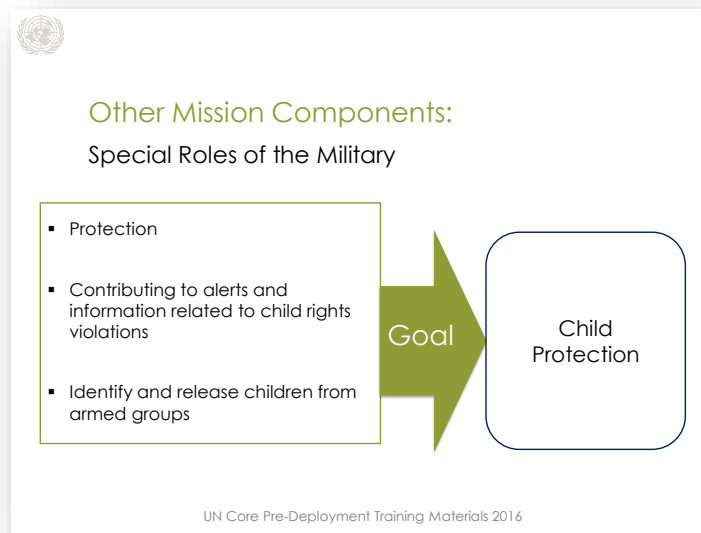 Other Mission Components:
Special Roles of the Military
▪ Protection
▪ Contributing to alerts and
information related to child rights
violations
▪ Identify and release children from
armed groups
Goal
Child
Protection
UN Core Pre-Deployment Training Materials 2016